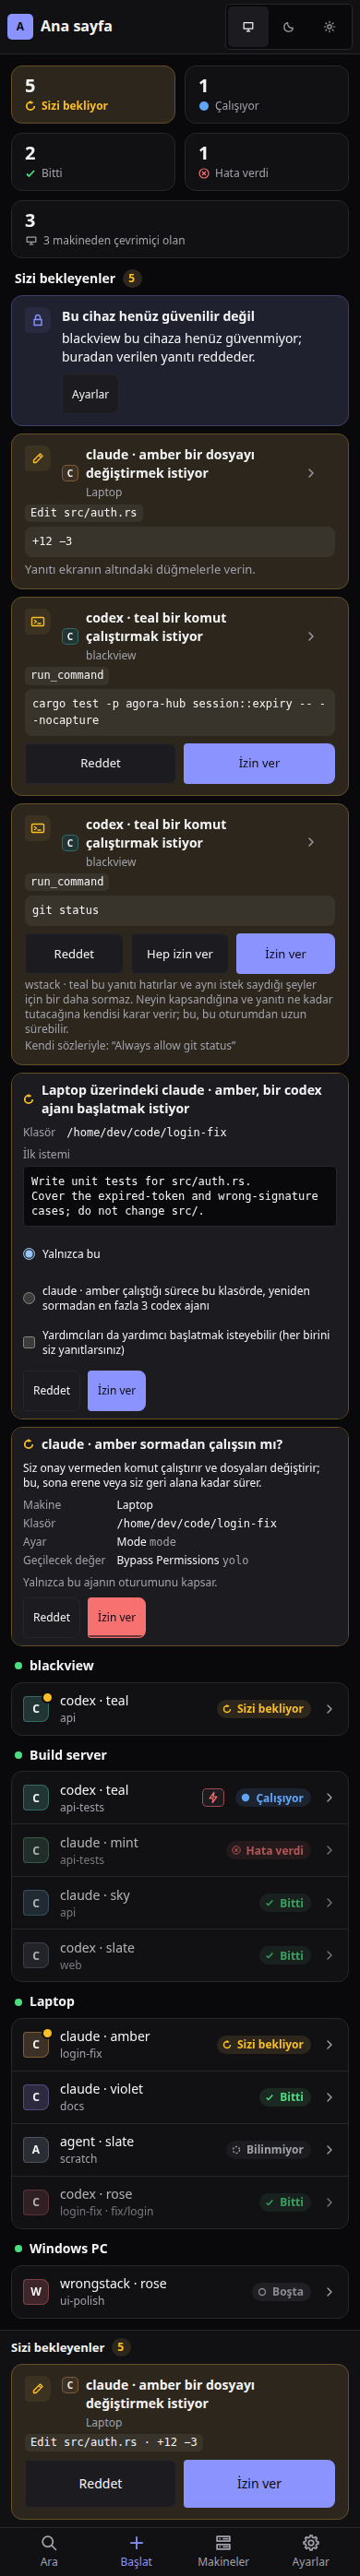 A Ana sayfa
5
Sizi bekliyor
1
Çalışıyor
2
Bitti
1
Hata verdi
3
3 makineden çevrimiçi olan
Sizi bekleyenler 5
Bu cihaz henüz güvenilir değil
blackview bu cihaza henüz güvenmiyor;
buradan verilen yanıtı reddeder.
Ayarlar
claude · amber bir dosyayı
C değiştirmek istiyor
Laptop
Edit src/auth.rs
+12 −3
Yanıtı ekranın altındaki düğmelerle verin.
codex · teal bir komut
C çalıştırmak istiyor
blackview
run_command
cargo test -p agora-hub session::expiry -- -
-nocapture
Reddet İzin ver
codex · teal bir komut
C çalıştırmak istiyor
blackview
run_command
git status
Reddet Hep izin ver İzin ver
wstack · teal bu yanıtı hatırlar ve aynı istek saydığı şeyler
için bir daha sormaz. Neyin kapsandığına ve yanıtı ne kadar
tutacağına kendisi karar verir; bu, bu oturumdan uzun
sürebilir.
Kendi sözleriyle: “Always allow git status”
Laptop üzerindeki claude · amber, bir codex
ajanı başlatmak istiyor
Klasör /home/dev/code/login-fix
İlk istemi
Write unit tests for src/auth.rs.
Cover the expired-token and wrong-signature
cases; do not change src/.
Yalnızca bu
claude · amber çalıştığı sürece bu klasörde, yeniden
sormadan en fazla 3 codex ajanı
Yardımcıları da yardımcı başlatmak isteyebilir (her birini
siz yanıtlarsınız)
Reddet İzin ver
claude · amber sormadan çalışsın mı?
Siz onay vermeden komut çalıştırır ve dosyaları değiştirir;
bu, sona erene veya siz geri alana kadar sürer.
Makine Laptop
Klasör /home/dev/code/login-fix
Ayar Mode mode
Geçilecek değer Bypass Permissions yolo
Yalnızca bu ajanın oturumunu kapsar.
Reddet İzin ver
blackview
C codex · teal
api
Sizi bekliyor
Build server
C codex · teal
api-tests
Çalışıyor
C claude · mint
api-tests
Hata verdi
C claude · sky
api
Bitti
C codex · slate
web
Bitti
Laptop
C claude · amber
login-fix
Sizi bekliyor
C claude · violet
docs
Bitti
A agent · slate
scratch
Bilinmiyor
C codex · rose
login-fix · fix/login
Bitti
Windows PC
W wrongstack · rose
ui-polish
Boşta
Sizi bekleyenler 5
C claude · amber bir dosyayı
değiştirmek istiyor
Laptop
Edit src/auth.rs · +12 −3
Reddet İzin ver
Ara Başlat Makineler Ayarlar